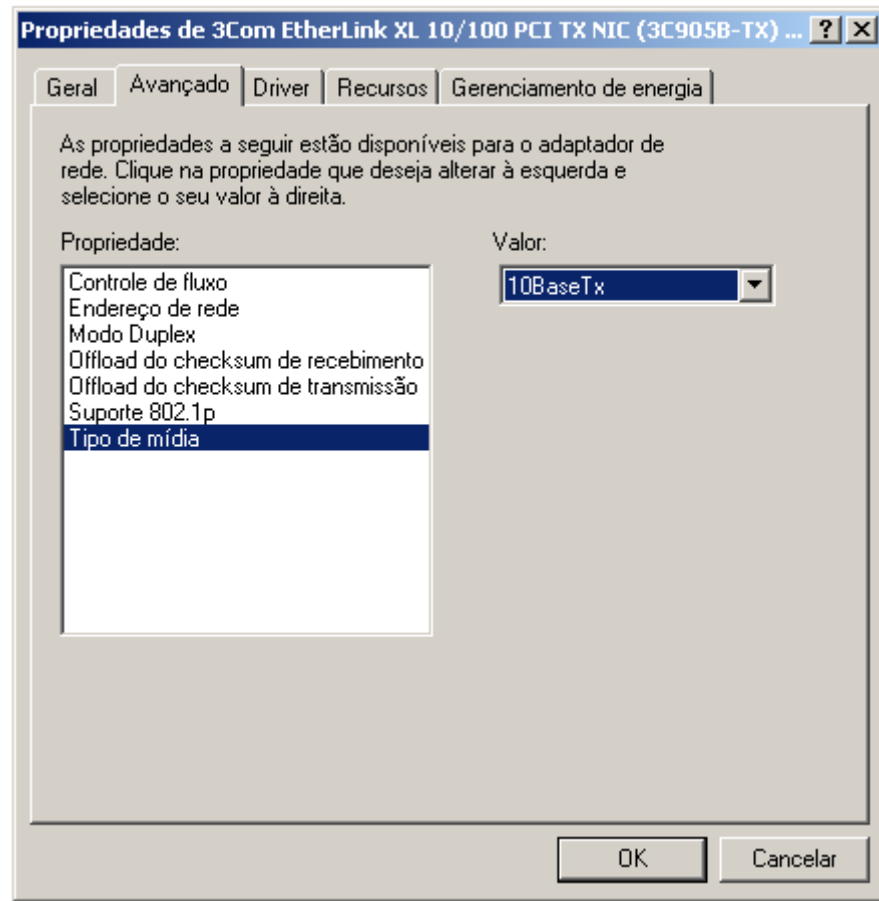 Propriedades de 3Com EtherLink XL 10/100 PCI TX NIC (3C905B-TX) ...
Geral Avançado Driver Recursos Gerenciamento de energia
As propriedades a seguir estão disponíveis para o adaptador de
rede. Clique na propriedade que deseja alterar à esquerda e
selecione o seu valor à direita.
Propriedade:
Valor:
Controle de fluxo
Endereço de rede
Modo Duplex
Offload do checksum de recebimento
Offload do checksum de transmissão
Suporte 802.1p
Tipo de mídia
10BaseTx
OK
Cancelar